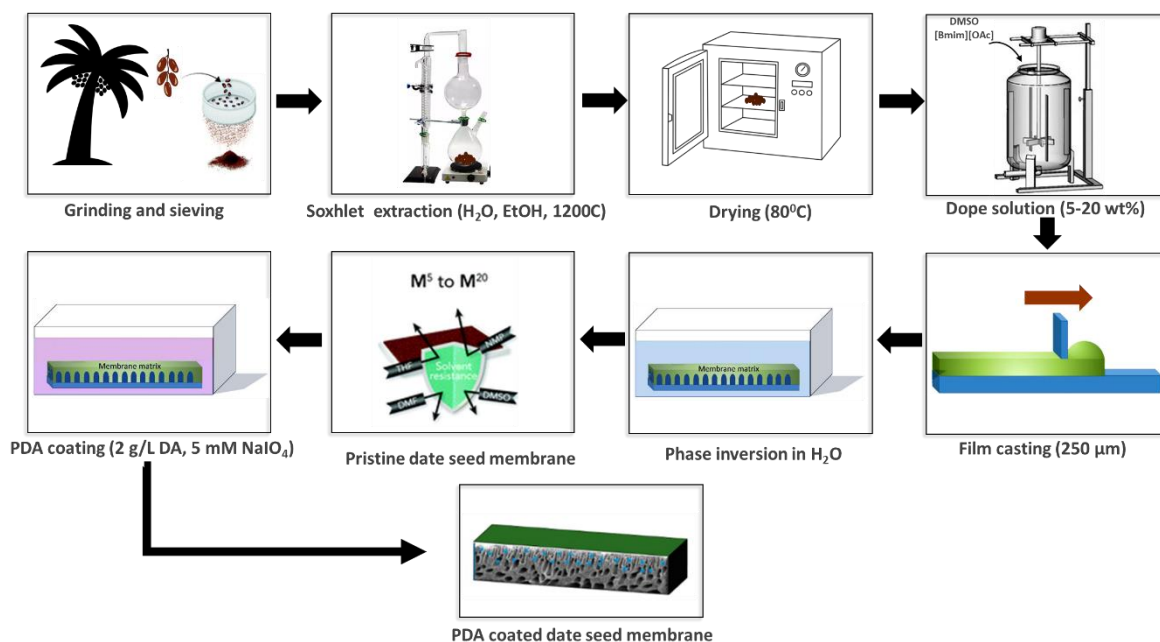 DMSO
[Bmim][OAc]
Grinding and sieving
Soxhlet extraction (H₂O, EtOH, 1200C)
Drying (80⁰C)
Dope solution (5-20 wt%)
Membrane matrix
PDA coating (2 g/L DA, 5 mM NaIO₄)
M⁵ to M²⁰
THF
NMP
Solvent
resistance
DMF
DMSO
Pristine date seed membrane
Membrane matrix
Phase inversion in H₂O
Film casting (250 μm)
PDA coated date seed membrane